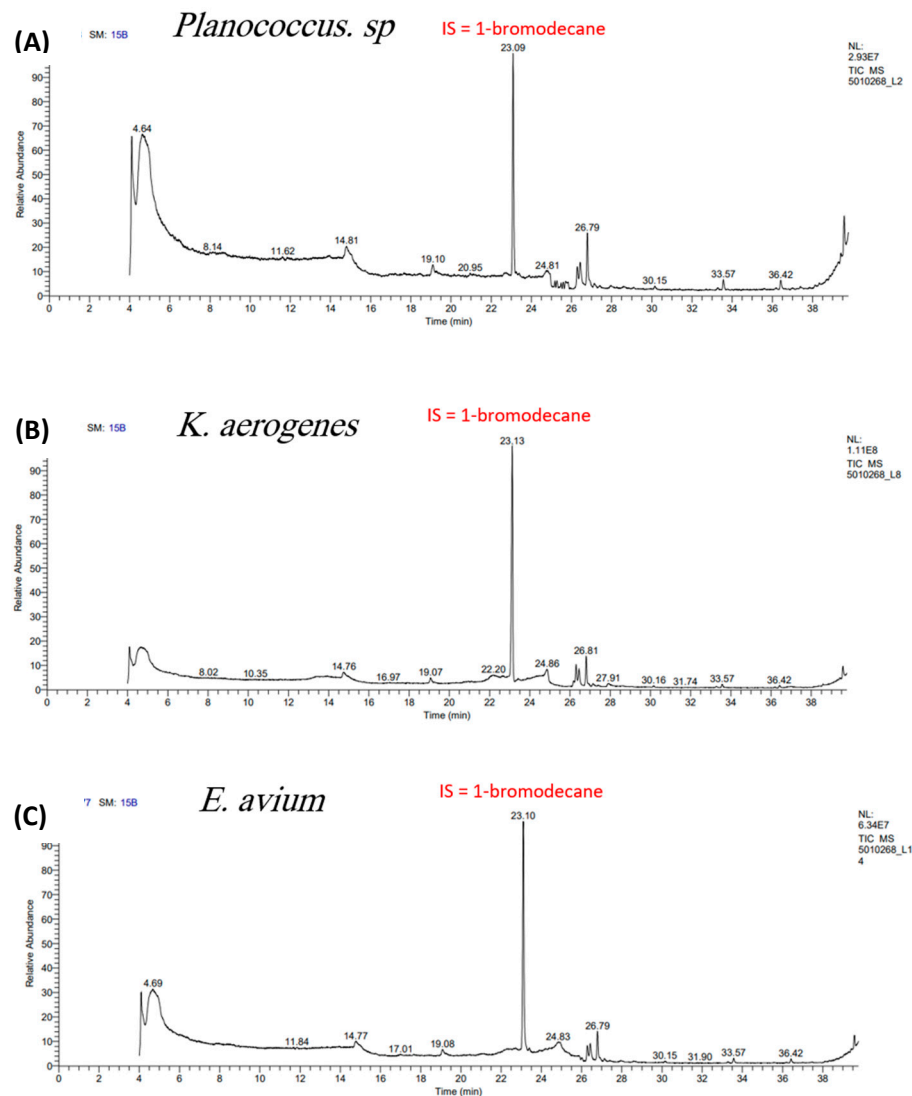 (A)
SM: 15B
Planococcus. sp
IS = 1-bromodecane
NL:
2.93E7
TIC MS
5010268_L2
23.09
4.64
8.14
11.62
14.81
19.10
20.95
24.81
26.79
30.15
33.57
36.42
Relative Abundance
90
80
70
60
50
40
30
20
10
0
0 2 4 6 8 10 12 14 16 18 20 22 24 26 28 30 32 34 36 38
Time (min)
(B)
SM: 15B
K. aerogenes
IS = 1-bromodecane
NL:
1.11E8
TIC MS
5010268_L8
23.13
8.02
10.35
14.76
16.97
19.07
22.20
24.86
26.81
27.91
30.16
31.74
33.57
36.42
Relative Abundance
90
80
70
60
50
40
30
20
10
0
0 2 4 6 8 10 12 14 16 18 20 22 24 26 28 30 32 34 36 38
Time (min)
(C)
7 SM: 15B
E. avium
IS = 1-bromodecane
NL:
6.34E7
TIC MS
5010268_L1
4
23.10
4.69
11.84
14.77
17.01
19.08
24.83
26.79
30.15
31.90
33.57
36.42
Relative Abundance
90
80
70
60
50
40
30
20
10
0
0 2 4 6 8 10 12 14 16 18 20 22 24 26 28 30 32 34 36 38
Time (min)